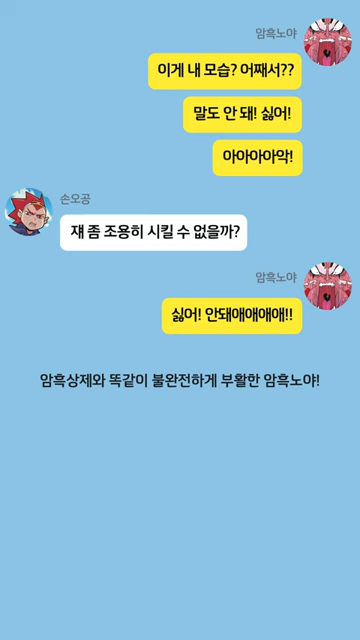 암흑노야
이게 내 모습? 어째서??
말도 안 돼! 싫어!
아아아아악!
손오공
쟤 좀 조용히 시킬 수 없을까?
암흑노야
싫어! 안돼애애애애!!
암흑상제와 똑같이 불완전하게 부활한 암흑노야!